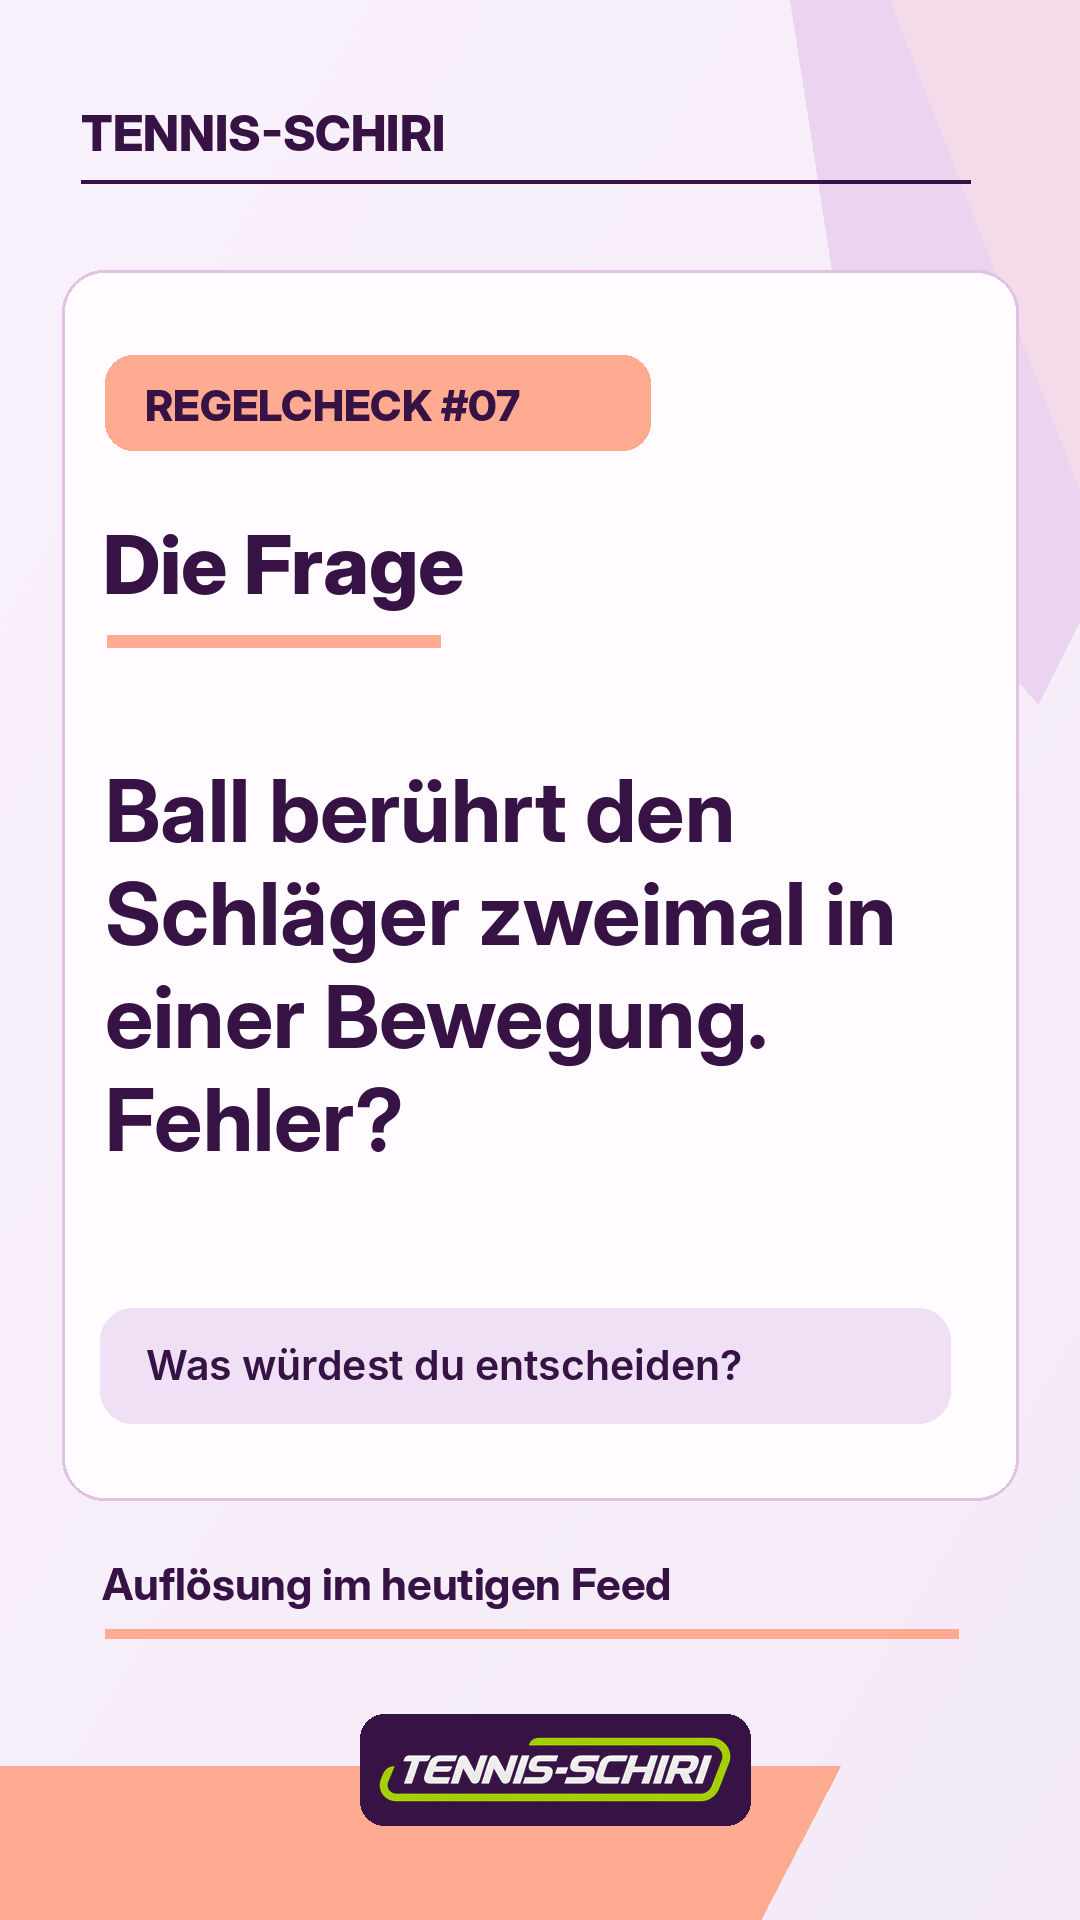 TENNIS-SCHIRI
REGELCHECK #07
Die Frage
Ball berührt den
Schläger zweimal in
einer Bewegung.
Fehler?
Was würdest du entscheiden?
Auflösung im heutigen Feed
TENNIS-SCHIRI